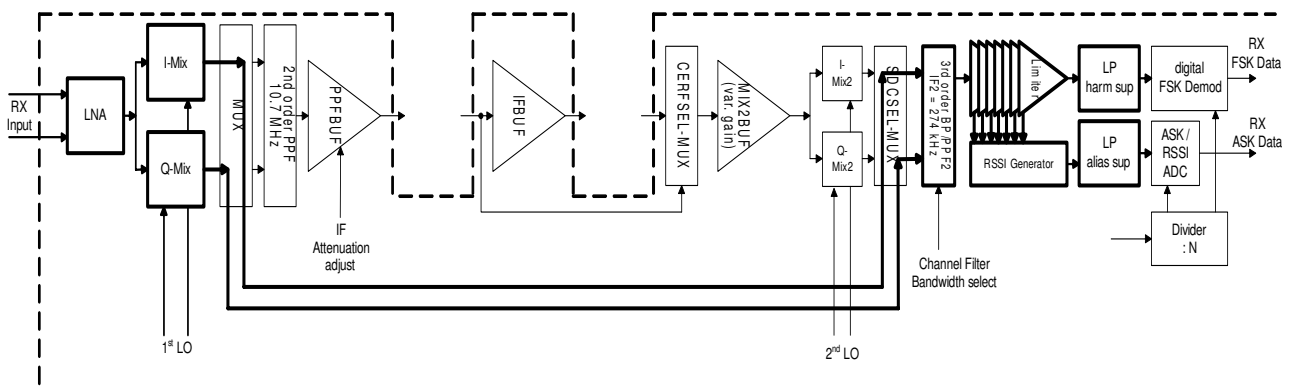 RX
Input
LNA
I-Mix
Q-Mix
MUX
2nd order PPF
10.7 MHz
PPFBUF
IF
Attenuation
adjust
1st LO
IFBUF
CERFSEL-MUX
MIX2BUF
(var. gain)
I-
Mix2
Q-
Mix2
2nd LO
SDCSEL-MUX
3rd order BP/PPF2
IF2 = 274 kHz
Channel Filter
Bandwidth select
Limiter
RSSI Generator
LP
harm sup
LP
alias sup
digital
FSK Demod
ASK /
RSSI
ADC
Divider
: N
RX
FSK Data
RX
ASK Data